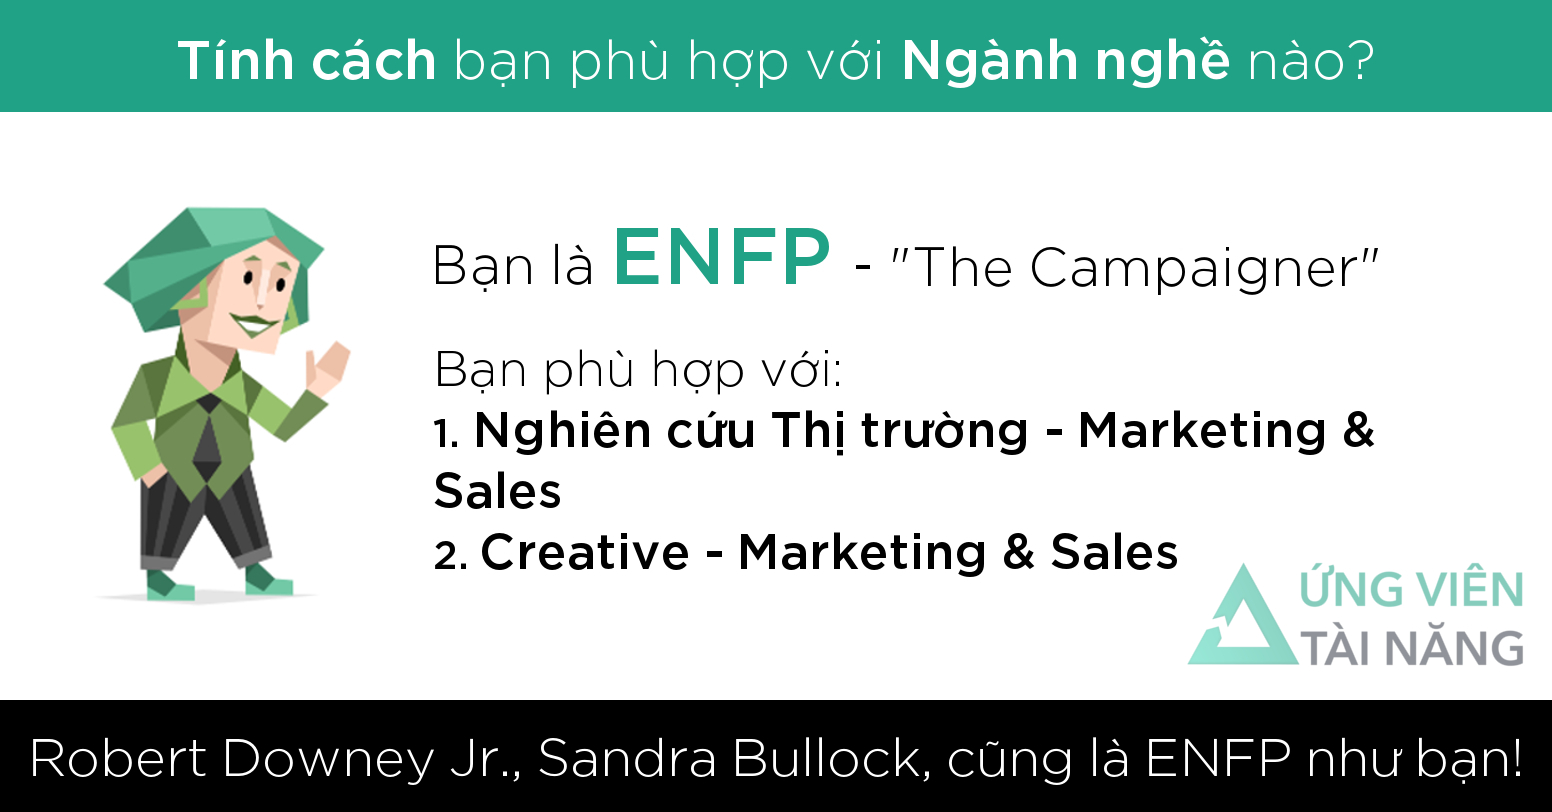 Tính cách bạn phù hợp với Ngành nghề nào?
Bạn là ENFP - "The Campaigner"
Bạn phù hợp với:
1. Nghiên cứu Thị trường - Marketing &
Sales
2. Creative - Marketing & Sales
ỨNG VIÊN
TÀI NĂNG
Robert Downey Jr., Sandra Bullock, cũng là ENFP như bạn!